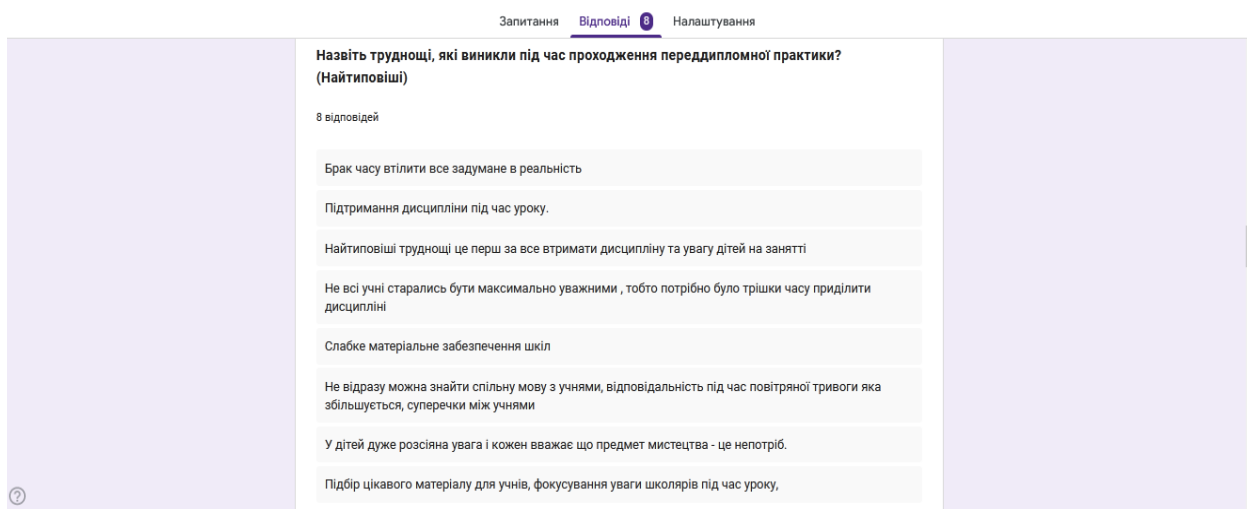 Запитання Відповіді 8 Налаштування
Назвіть труднощі, які виникли під час проходження переддипломної практики?
(Найтиповіші)
8 відповідей
Брак часу втілити все задумане в реальність
Підтримання дисципліни під час уроку.
Найтиповіші труднощі це перш за все втримати дисципліну та увагу дітей на занятті
Не всі учні старались бути максимально уважними , тобто потрібно було трішки часу приділити
дисципліні
Слабке матеріальне забезпечення шкіл
Не відразу можна знайти спільну мову з учнями, відповідальність під час повітряної тривоги яка
збільшується, суперечки між учнями
У дітей дуже розсіяна увага і кожен вважає що предмет мистецтва - це непотріб.
Підбір цікавого матеріалу для учнів, фокусування уваги школярів під час уроку,